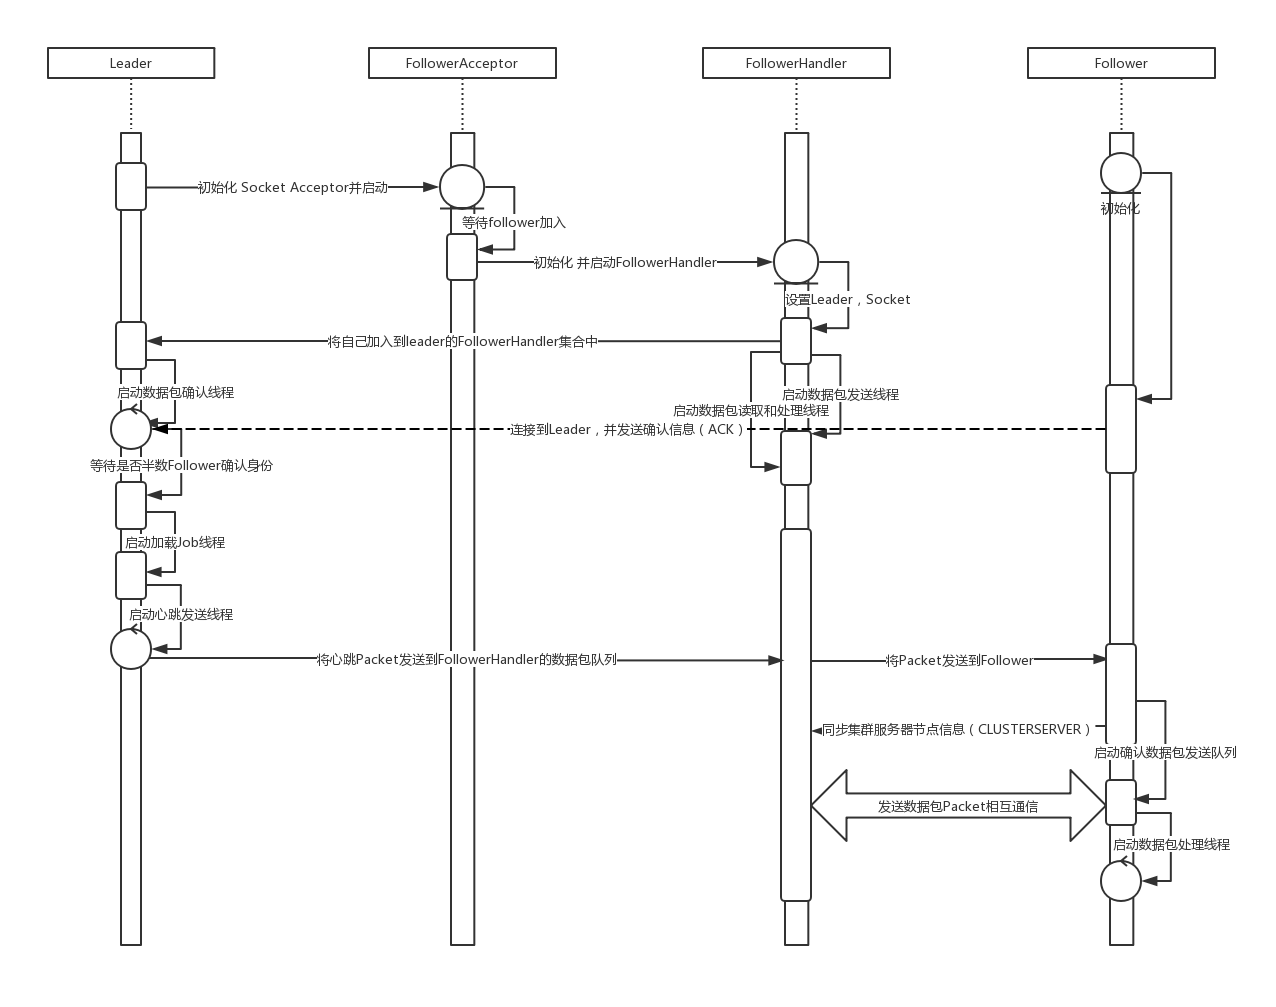 Leader
FollowerAcceptor
FollowerHandler
Follower
初始化 Socket Acceptor并启动
初始化
等待follower加入
初始化 并启动FollowerHandler
设置Leader，Socket
将自己加入到leader的FollowerHandler集合中
启动数据包确认线程
启动数据包发送线程
启动数据包读取和处理线程
连接到Leader，并发送确认信息（ACK）
等待是否半数Follower确认身份
启动加载Job线程
启动心跳发送线程
将心跳Packet发送到FollowerHandler的数据包队列
将Packet发送到Follower
同步集群服务器节点信息（CLUSTERSERVER）
启动确认数据包发送队列
发送数据包Packet相互通信
启动数据包处理线程